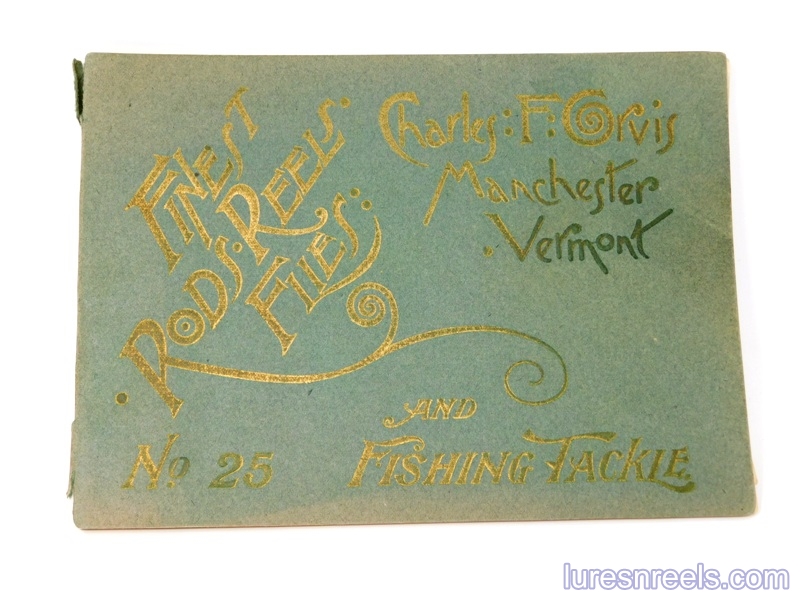 FINEST
RODS·REELS·
FLIES:
Charles: F: Orvis
Manchester
·Vermont
AND
FISHING TACKLE
No 25
luresnreels.com